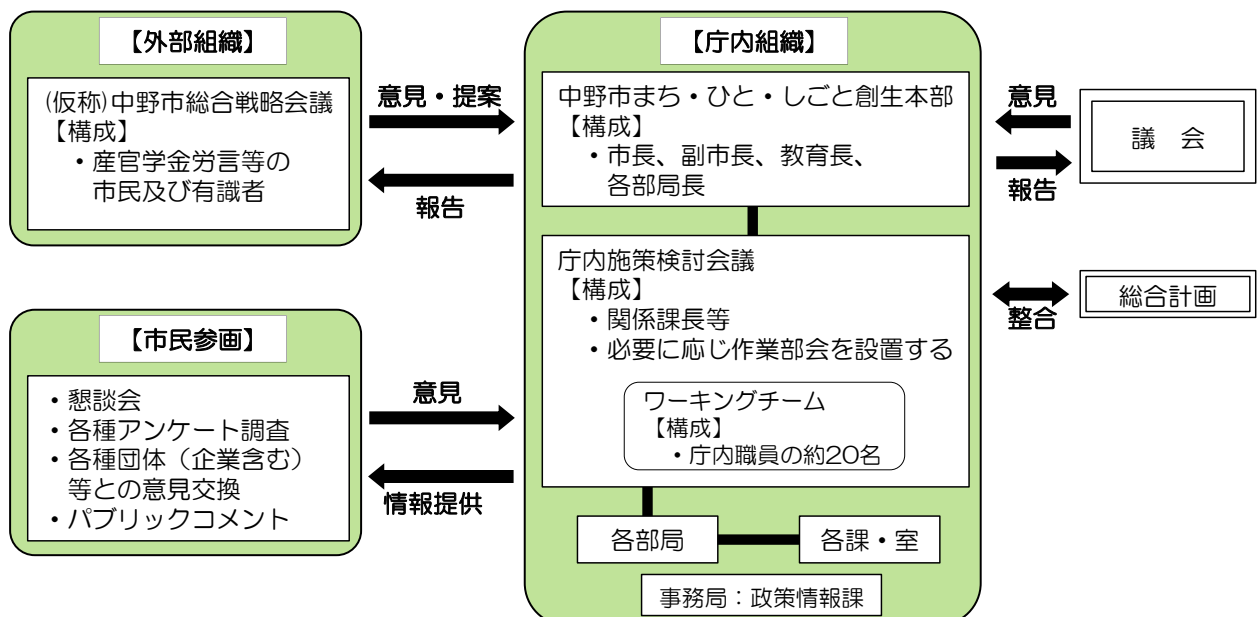 【外部組織】
(仮称)中野市総合戦略会議
【構成】
・産官学金労言等の
市民及び有識者
意見・提案
報告
【市民参画】
・懇談会
・各種アンケート調査
・各種団体（企業含む）
等との意見交換
・パブリックコメント
意見
情報提供
【庁内組織】
中野市まち・ひと・しごと創生本部
【構成】
・市長、副市長、教育長、
各部局長
庁内施策検討会議
【構成】
・関係課長等
・必要に応じ作業部会を設置する
ワーキングチーム
【構成】
・庁内職員の約20名
各部局
各課・室
事務局：政策情報課
意見
議　会
報告
総合計画
整合